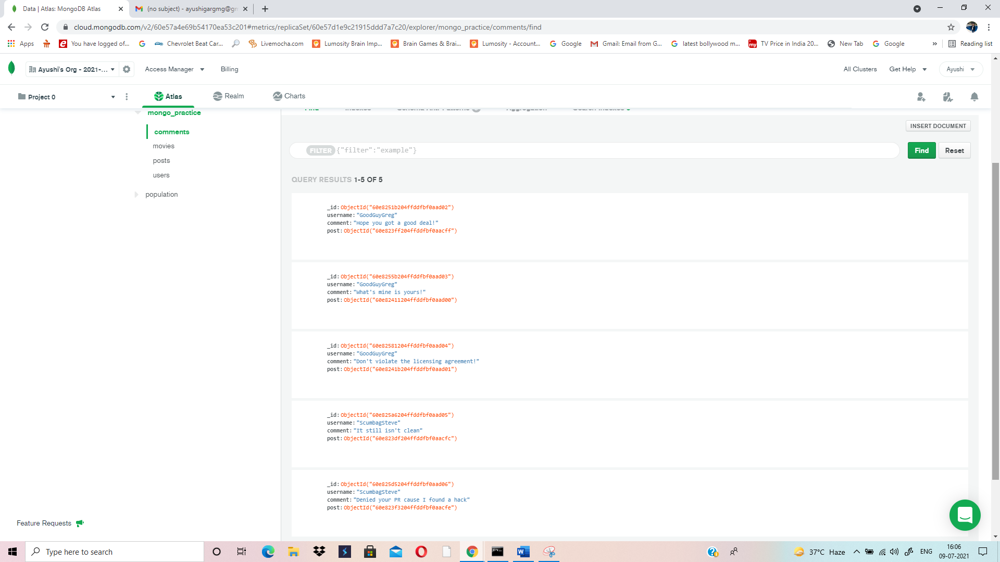 Data | Atlas: MongoDB Atlas
(no subject) - ayushigargmg@gm
cloud.mongodb.com/v2/60e57a4e69b54170ea53c201#metrics/replicaSet/60e57d1e9c21915ddd7a7c20/explorer/mongo_practice/comments/find
Apps You have logged of... Chevrolet Beat Car... Livemocha.com Lumosity Brain Imp... Brain Games & Brai... Lumosity - Account... Google Gmail: Email from G... latest bollywood m... my TV Price in India 20... New Tab Google » Reading list
Ayushi's Org - 2021-... Access Manager Billing All Clusters Get Help Ayushi
Project 0 Atlas Realm Charts
mongo_practice
comments
movies
posts
users
population
Feature Requests
Find Indexes Schema Anti-Patterns Aggregation Search Indexes
INSERT DOCUMENT
FILTER {"filter":"example"} Find Reset
QUERY RESULTS 1-5 OF 5
_id: ObjectId("60e8251b204ffddfbf0aad02")
username: "GoodGuyGreg"
comment: "Hope you got a good deal!"
post: ObjectId("60e823ff204ffddfbf0aacff")
_id: ObjectId("60e8255b204ffddfbf0aad03")
username: "GoodGuyGreg"
comment: "What's mine is yours!"
post: ObjectId("60e82411204ffddfbf0aad00")
_id: ObjectId("60e82581204ffddfbf0aad04")
username: "GoodGuyGreg"
comment: "Don't violate the licensing agreement!"
post: ObjectId("60e8241b204ffddfbf0aad01")
_id: ObjectId("60e825a6204ffddfbf0aad05")
username: "ScumbagSteve"
comment: "It still isn't clean"
post: ObjectId("60e823df204ffddfbf0aacfc")
_id: ObjectId("60e825d5204ffddfbf0aad06")
username: "ScumbagSteve"
comment: "Denied your PR cause I found a hack"
post: ObjectId("60e823f3204ffddfbf0aacfe")
Type here to search
37°C Haze ENG 16:06
09-07-2021